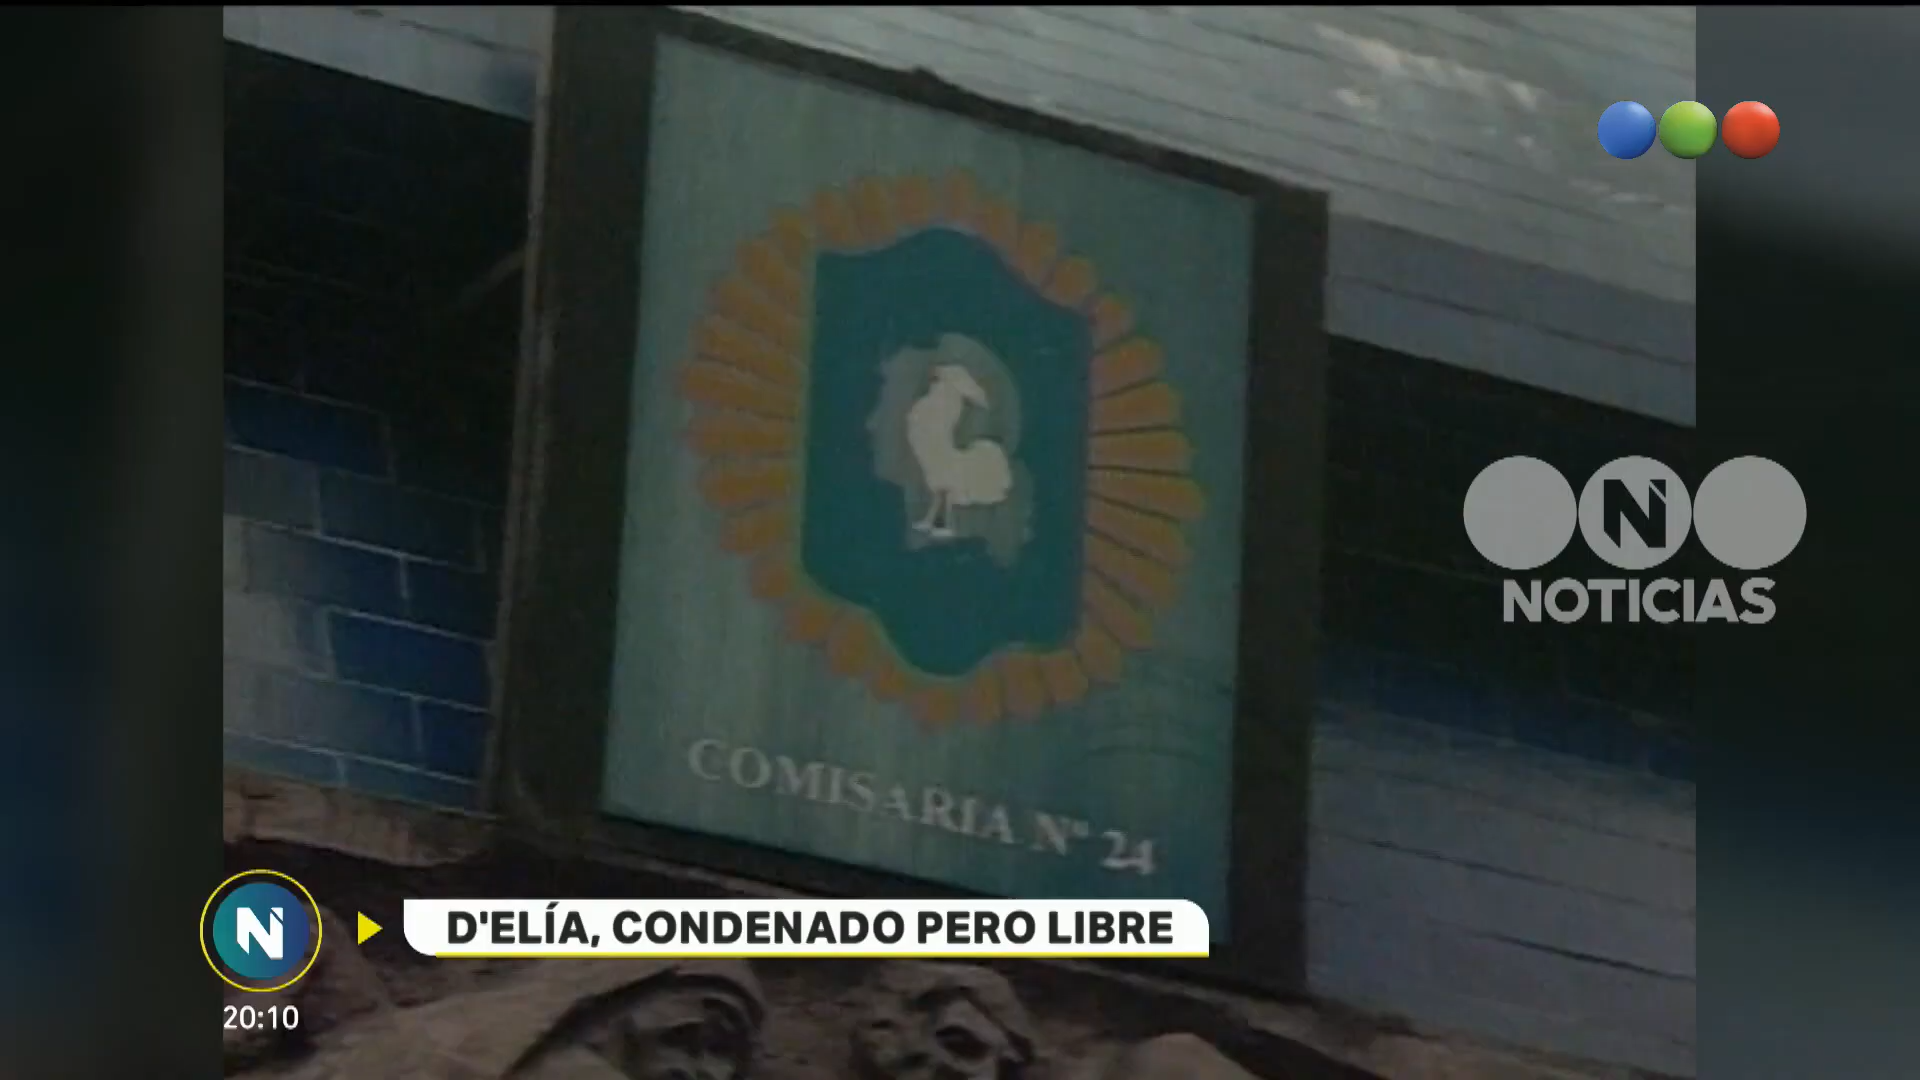 N
NOTICIAS
COMISARIA Nº 24
N
D'ELÍA, CONDENADO PERO LIBRE
20:10